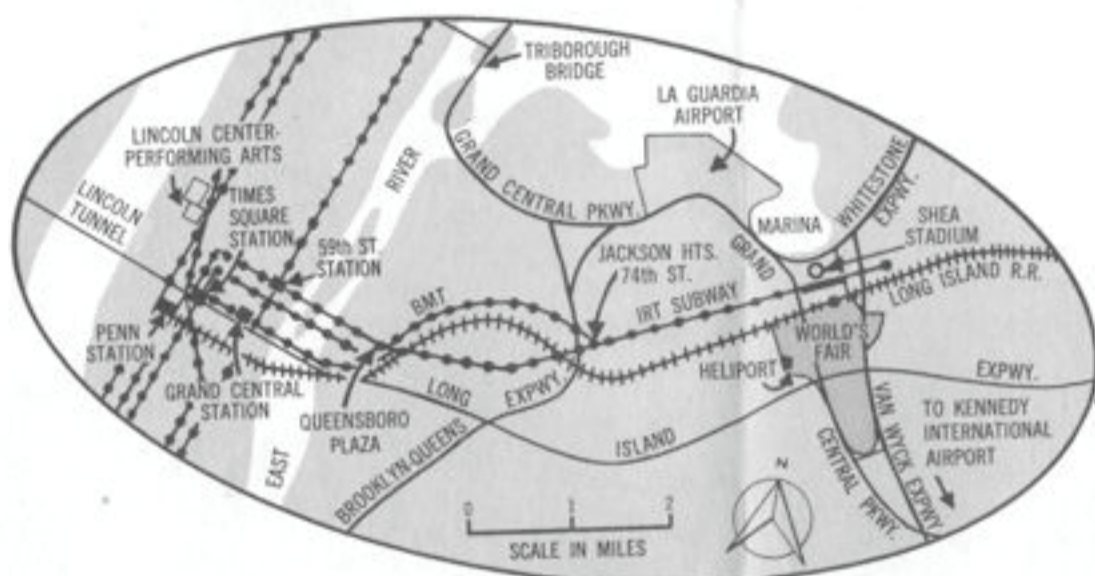 TRIBOROUGH
BRIDGE
LA GUARDIA
AIRPORT
LINCOLN CENTER-
PERFORMING ARTS
LINCOLN
TUNNEL
TIMES
SQUARE
STATION
59th ST.
STATION
RIVER
GRAND CENTRAL PKWY.
MARINA
WHITESTONE
EXPWY.
SHEA
STADIUM
JACKSON HTS.
74th ST.
GRAND
BMT
IRT SUBWAY
LONG ISLAND R.R.
PENN
STATION
GRAND CENTRAL
STATION
QUEENSBORO
PLAZA
WORLD'S
FAIR
HELIPORT
LONG
ISLAND
EXPWY.
BROOKLYN-QUEENS
EXPWY.
EAST
VAN WYCK EXPWY.
CENTRAL PKWY.
TO KENNEDY
INTERNATIONAL
AIRPORT
N
0 1 2
SCALE IN MILES